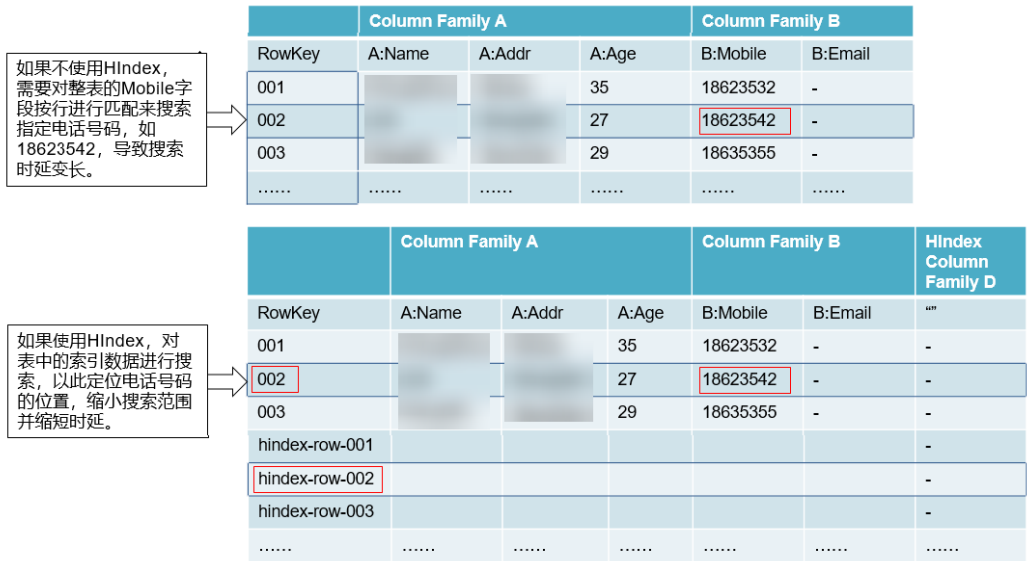 Column Family A Column Family B
RowKey A:Name A:Addr A:Age B:Mobile B:Email
001 35 18623532 -
002 27 18623542 -
003 29 18635355 -
…… …… …… …… …… ……
如果不使用HIndex，
需要对整表的Mobile字
段按行进行匹配来搜索
指定电话号码，如
18623542，导致搜索
时延变长。
Column Family A Column Family B HIndex
Column
Family D
RowKey A:Name A:Addr A:Age B:Mobile B:Email “”
001 35 18623532 - -
002 27 18623542 - -
003 29 18635355 - -
hindex-row-001 -
hindex-row-002 -
hindex-row-003 -
…… …… …… …… …… …… ……
如果使用HIndex，对
表中的索引数据进行搜
索，以此定位电话号码
的位置，缩小搜索范围
并缩短时延。